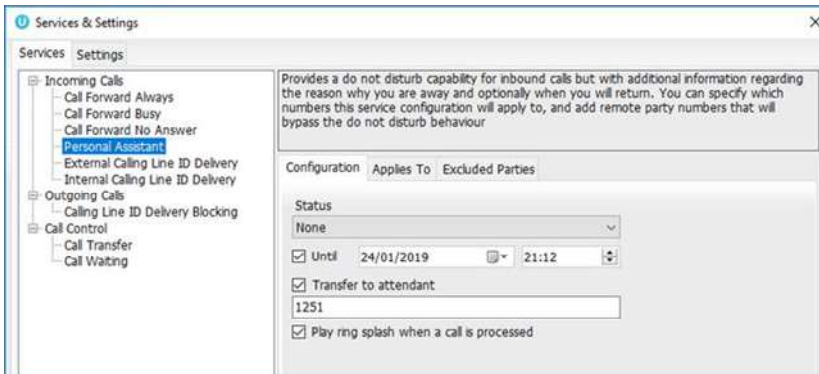 Services & Settings
Services Settings
Incoming Calls
Call Forward Always
Call Forward Busy
Call Forward No Answer
Personal Assistant
External Calling Line ID Delivery
Internal Calling Line ID Delivery
Outgoing Calls
Calling Line ID Delivery Blocking
Call Control
Call Transfer
Call Waiting
Provides a do not disturb capability for inbound calls but with additional information regarding
the reason why you are away and optionally when you will return. You can specify which
numbers this service configuration will apply to, and add remote party numbers that will
bypass the do not disturb behaviour
Configuration Applies To Excluded Parties
Status
None
Until 24/01/2019 21:12
Transfer to attendant
1251
Play ring splash when a call is processed